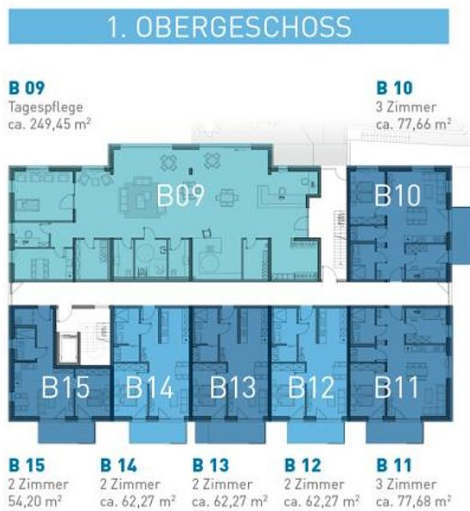 1. OBERGESCHOSS
B 09
Tagespflege
ca. 249,45 m²
B 10
3 Zimmer
ca. 77,66 m²
B09
B10
B15
B14
B13
B12
B11
B 15
2 Zimmer
54,20 m²
B 14
2 Zimmer
ca. 62,27 m²
B 13
2 Zimmer
ca. 62,27 m²
B 12
2 Zimmer
ca. 62,27 m²
B 11
3 Zimmer
ca. 77,68 m²